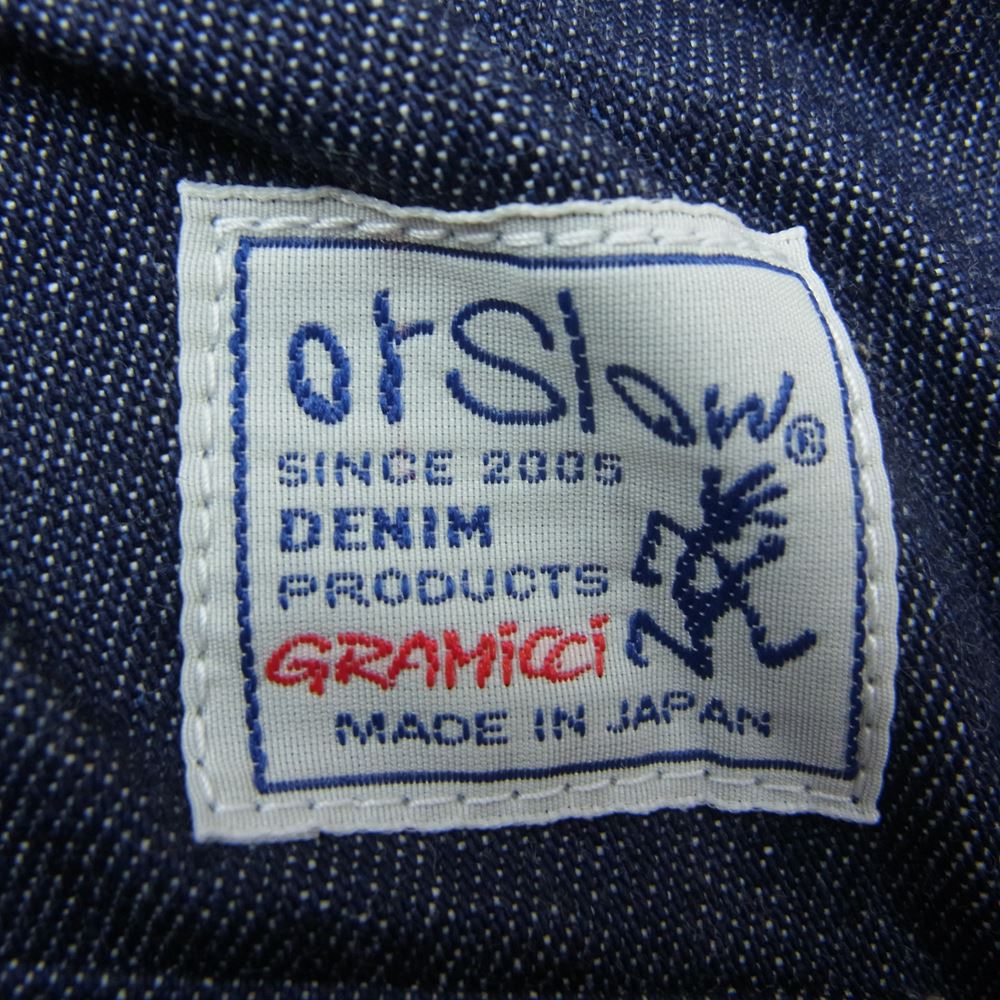 orslow®
SINCE 2005
DENIM
PRODUCTS
GRAMiCCi
MADE IN JAPAN